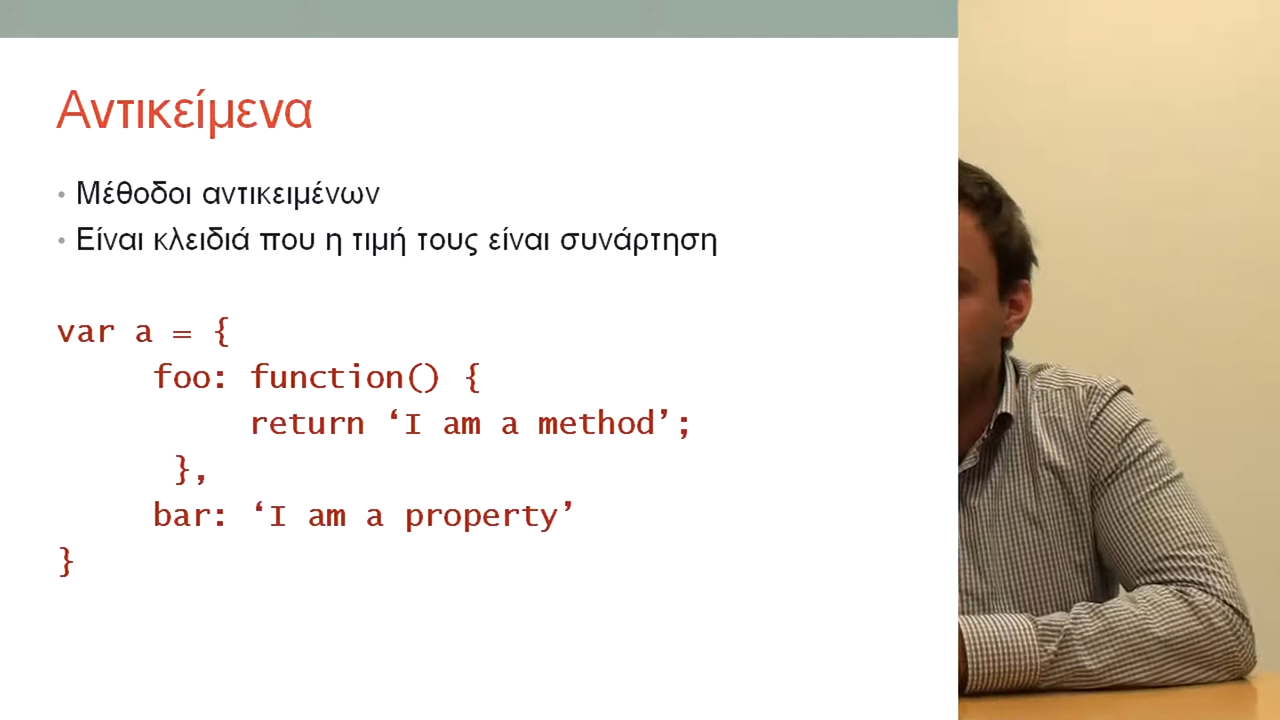 Αντικείμενα
• Μέθοδοι αντικειμένων
• Είναι κλειδιά που η τιμή τους είναι συνάρτηση
var a = {
foo: function() {
return ‘I am a method’;
},
bar: ‘I am a property’
}